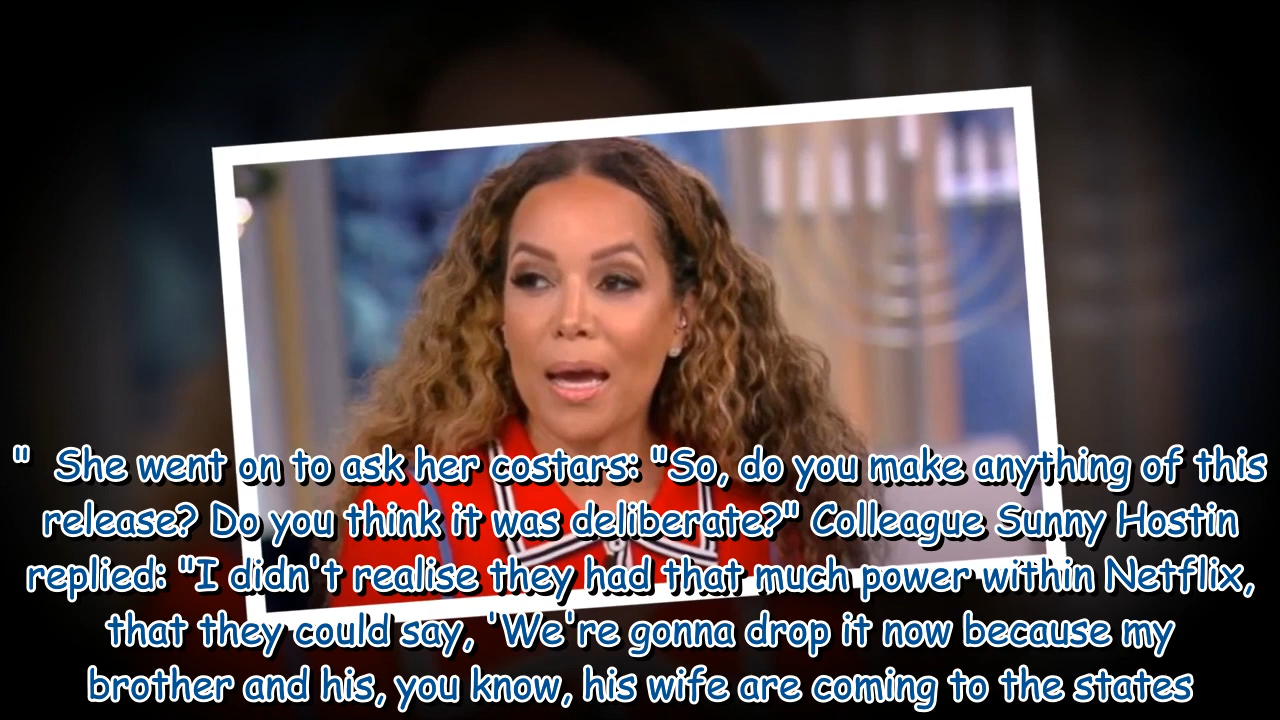 " She went on to ask her costars: "So, do you make anything of this
release? Do you think it was deliberate?" Colleague Sunny Hostin
replied: "I didn't realise they had that much power within Netflix,
that they could say, 'We're gonna drop it now because my
brother and his, you know, his wife are coming to the states